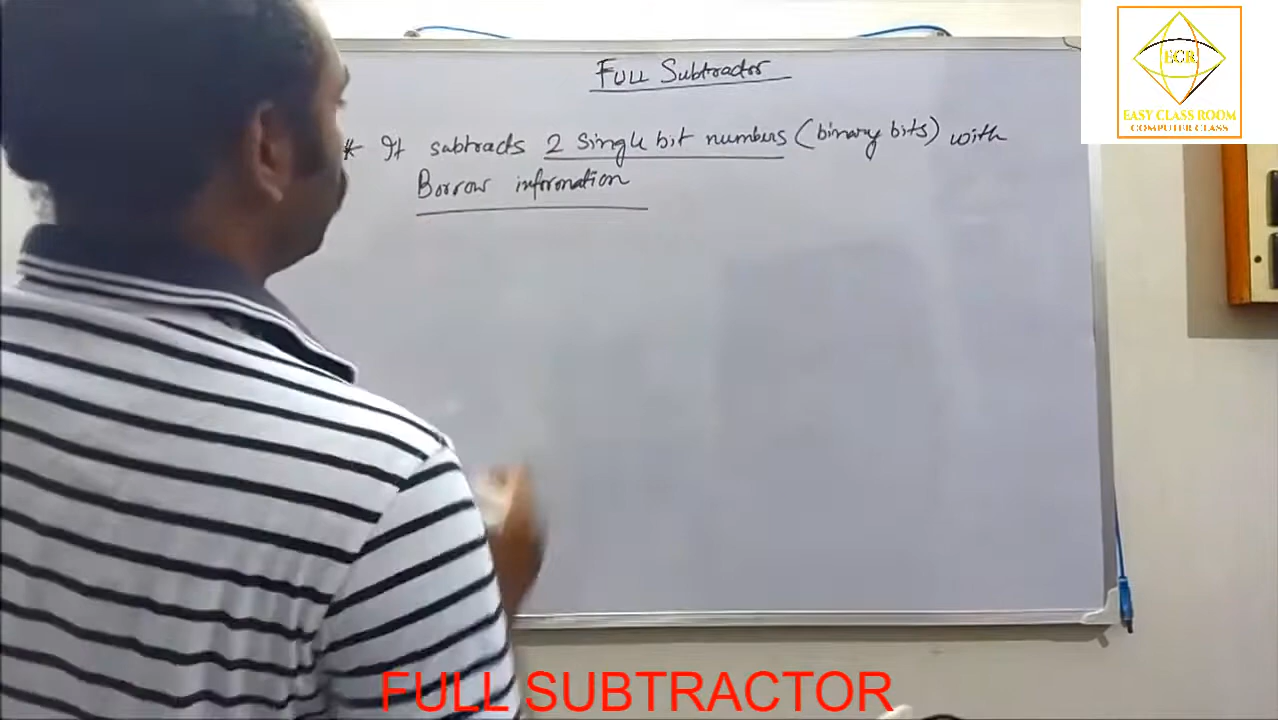 FULL Subtractor
* It subtracts 2 single bit numbers (binary bits) with
Borrow information
ECR
EASY CLASS ROOM
COMPUTER CLASS
FULL SUBTRACTOR